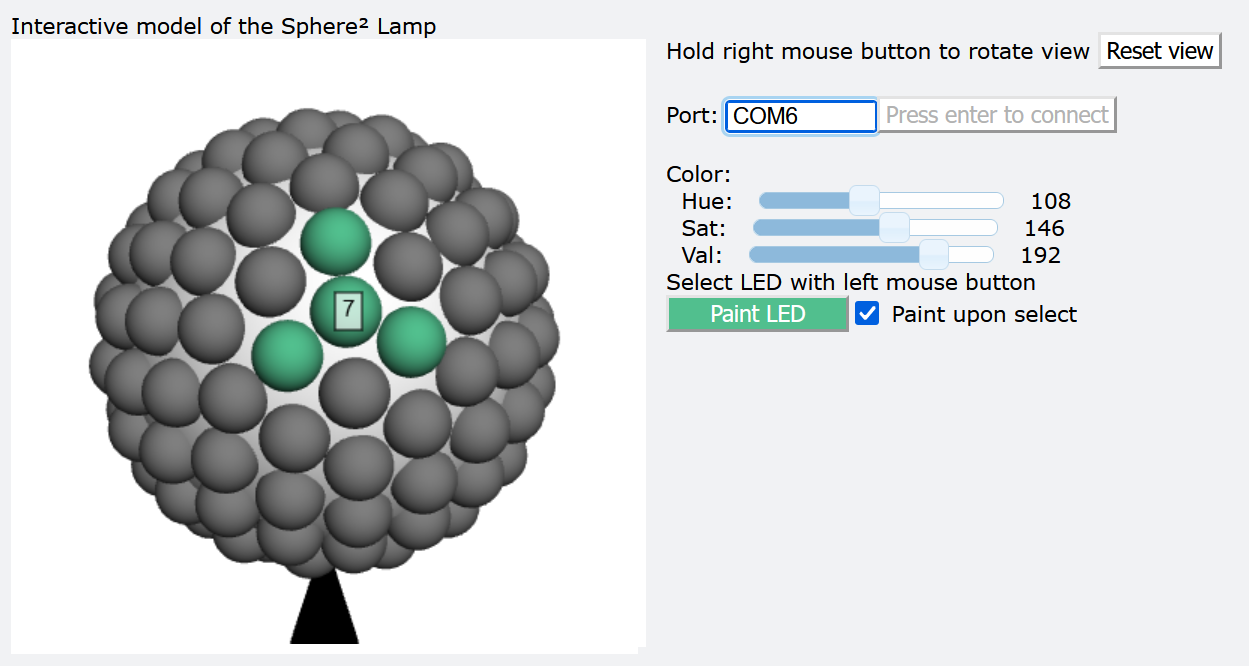 Interactive model of the Sphere² Lamp
7
Hold right mouse button to rotate view Reset view
Port: COM6 Press enter to connect
Color:
Hue: 108
Sat: 146
Val: 192
Select LED with left mouse button
Paint LED Paint upon select